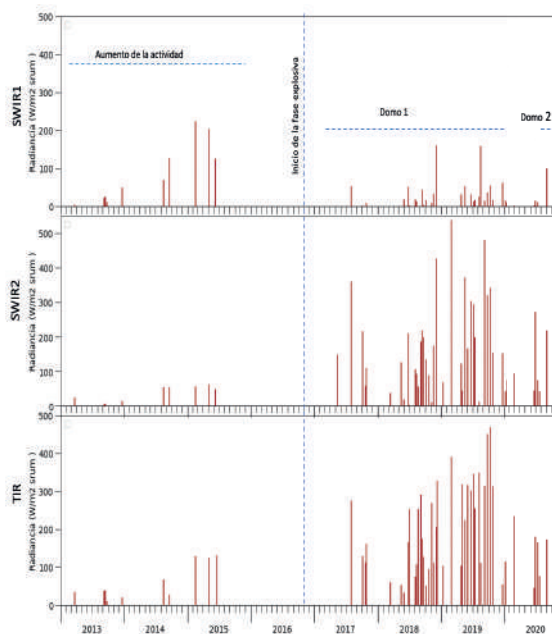 500
400
300
200
100
0
SWIR1
Radiancia (W/m2 srum )
Aumento de la actividad
Inicio de la fase explosiva
Domo 1
Domo 2
500
400
300
200
100
0
SWIR2
Radiancia (W/m2 srum )
500
400
300
200
100
0
TIR
Radiancia (W/m2 srum )
2013
2014
2015
2016
2017
2018
2019
2020